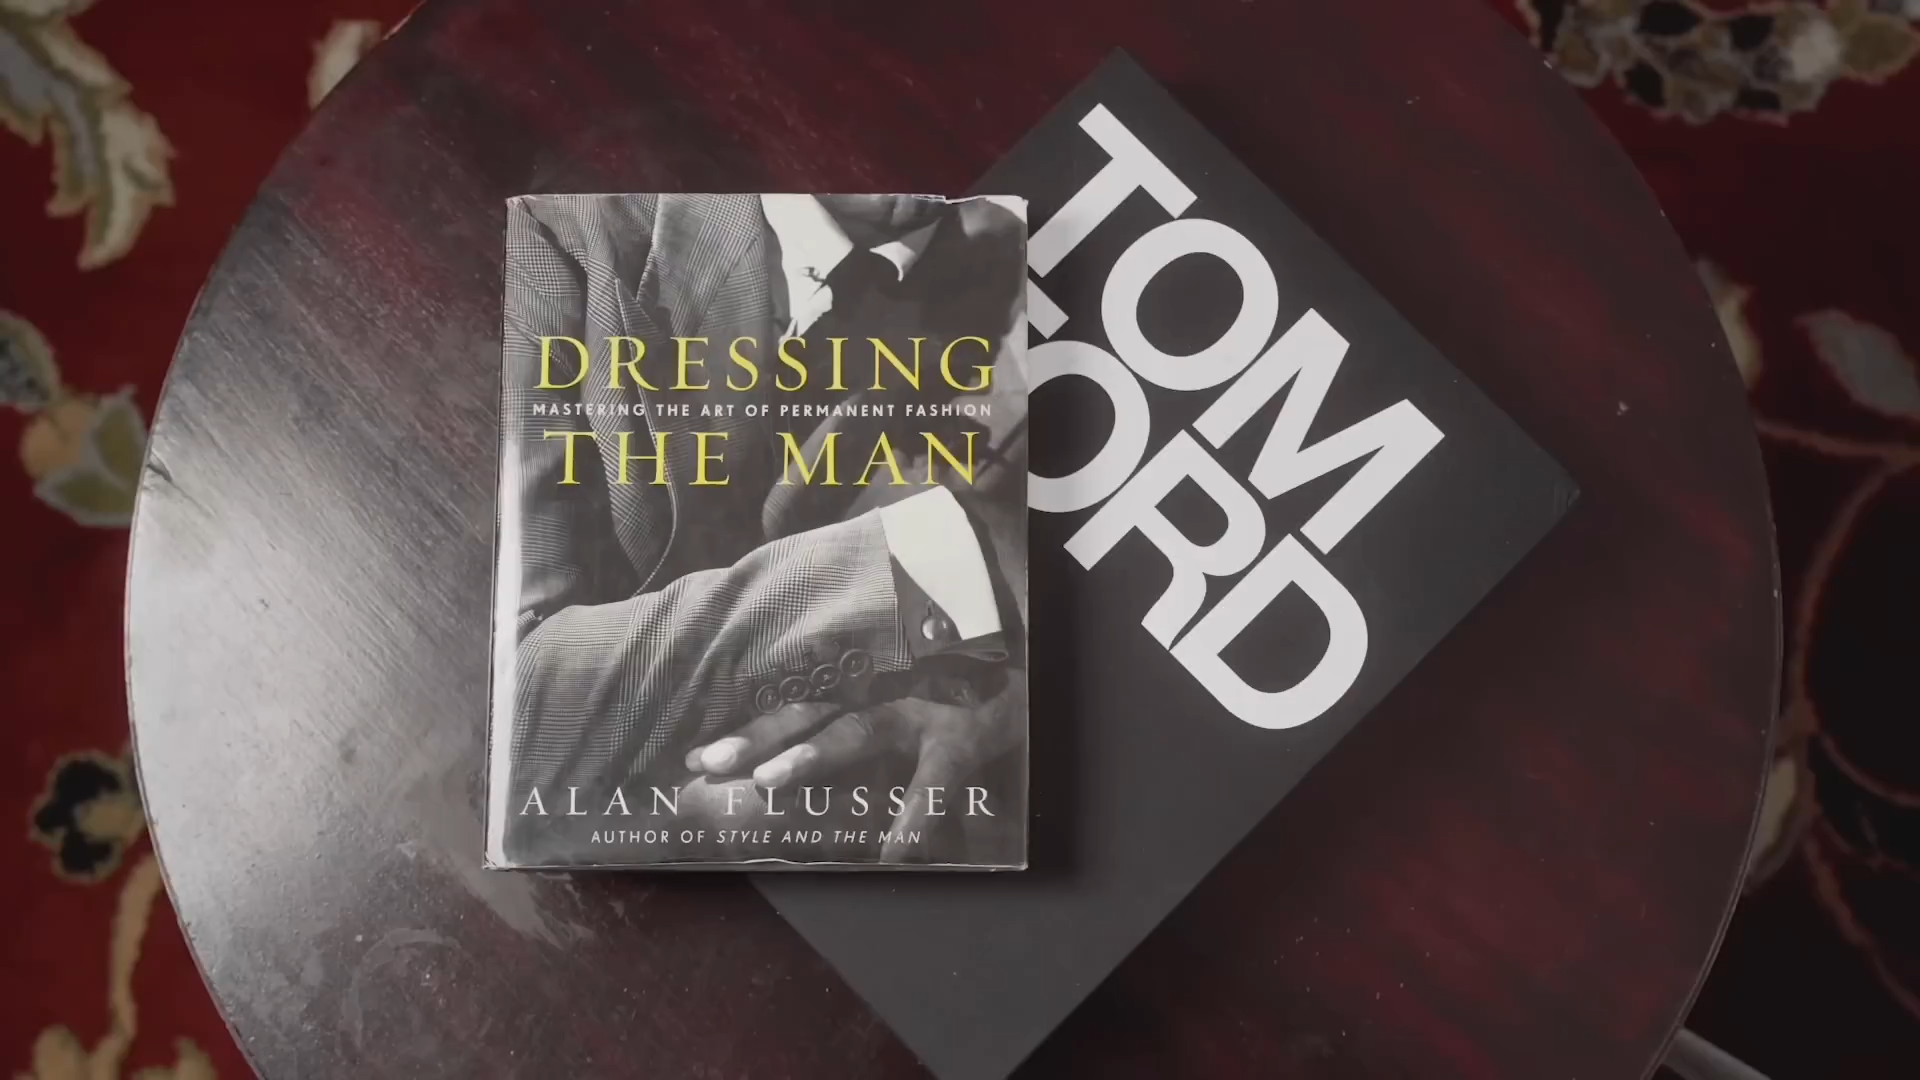 DRESSING
MASTERING THE ART OF PERMANENT FASHION
THE MAN
ALAN FLUSSER
AUTHOR OF STYLE AND THE MAN
TOM
FORD